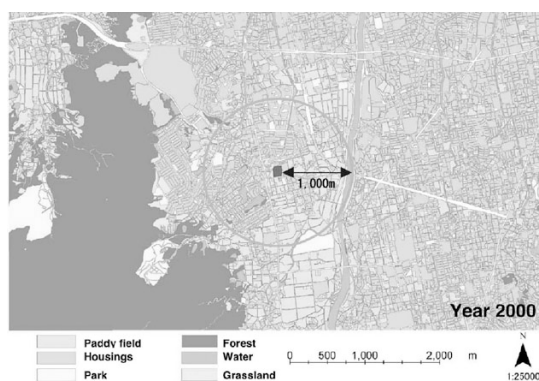 1,000m
Year 2000
Paddy field Forest
Housings Water
Park Grassland
0 500 1,000 2,000 m
N
1:25000